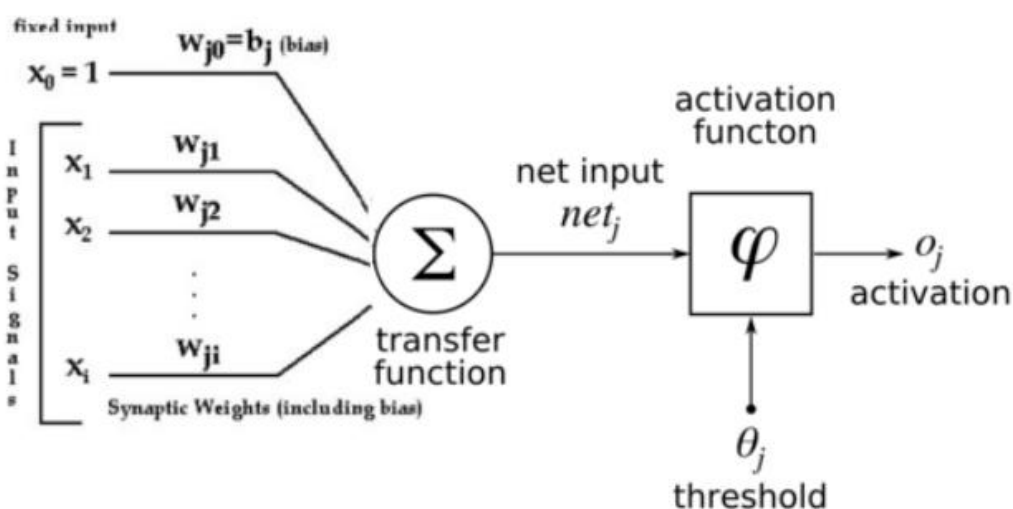 fixed input
x0 = 1
wj0=bj (bias)
Input Signals
x1
wj1
x2
wj2
xi
wji
Synaptic Weights (including bias)
Σ
transfer
function
net input
netj
activation
functon
φ
oj
activation
θj
threshold